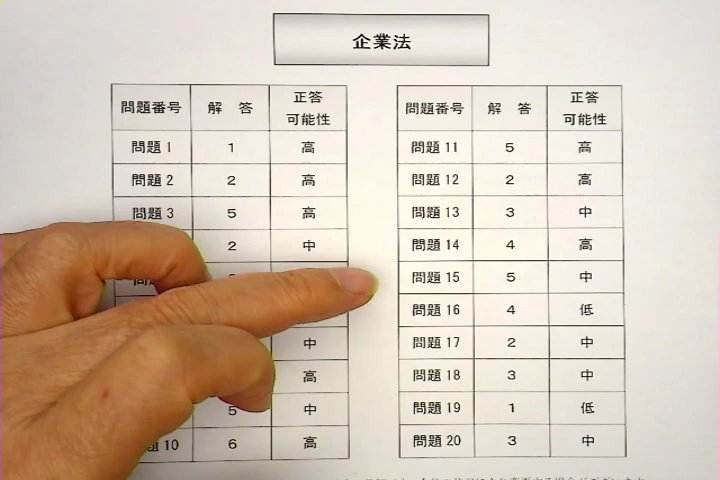 企業法
問題番号 解 答 正答可能性
問題1 1 高
問題2 2 高
問題3 5 高
2 中
中
高
5 中
10 6 高
問題番号 解 答 正答可能性
問題11 5 高
問題12 2 高
問題13 3 中
問題14 4 高
問題15 5 中
問題16 4 低
問題17 2 中
問題18 3 中
問題19 1 低
問題20 3 中